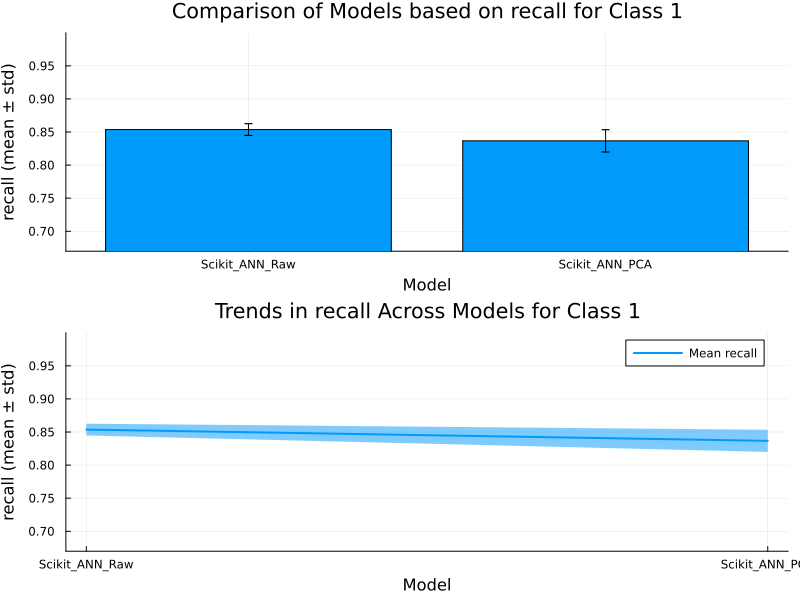 Comparison of Models based on recall for Class 1
recall (mean ± std)
0.95
0.90
0.85
0.80
0.75
0.70
Scikit_ANN_Raw
Scikit_ANN_PCA
Model
Trends in recall Across Models for Class 1
recall (mean ± std)
Mean recall
0.95
0.90
0.85
0.80
0.75
0.70
Scikit_ANN_Raw
Scikit_ANN_PC
Model